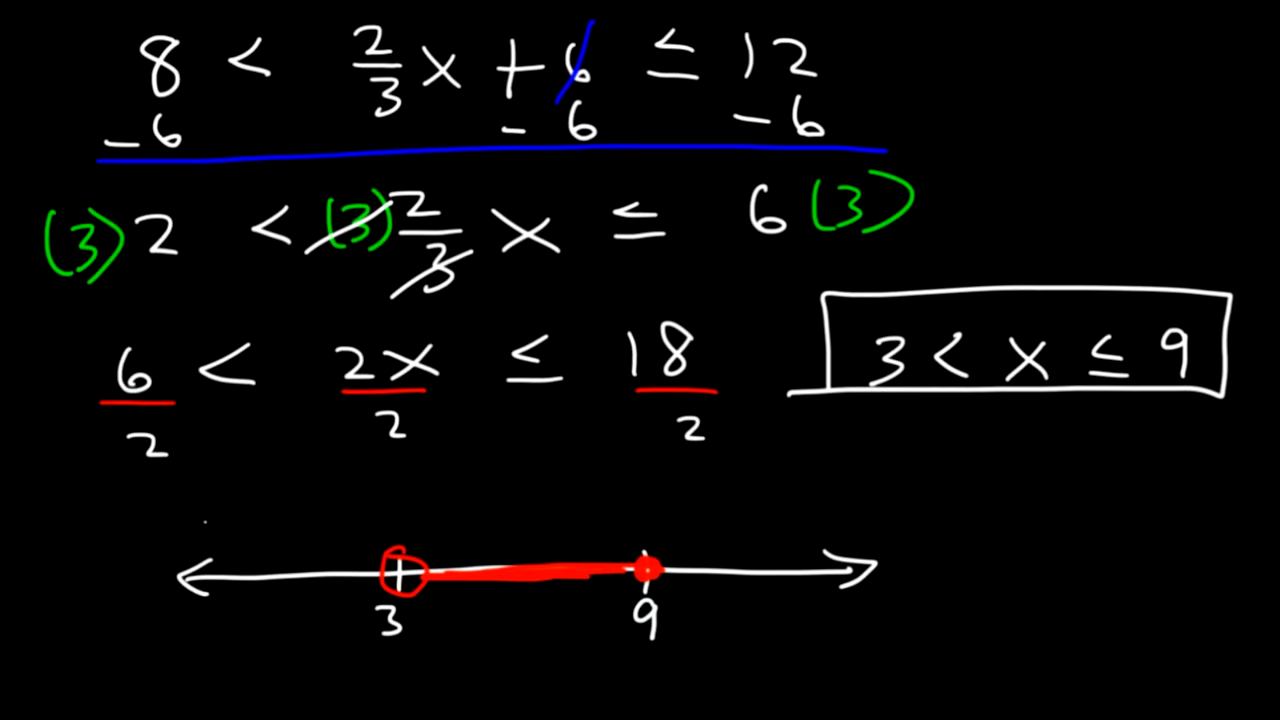 8 < 2/3 x + 6 ≤ 12
-6 -6 -6
(3) 2 < (3) 2/3 x ≤ 6 (3)
6 < 2x ≤ 18
2 2 2
3 < x ≤ 9
3 9